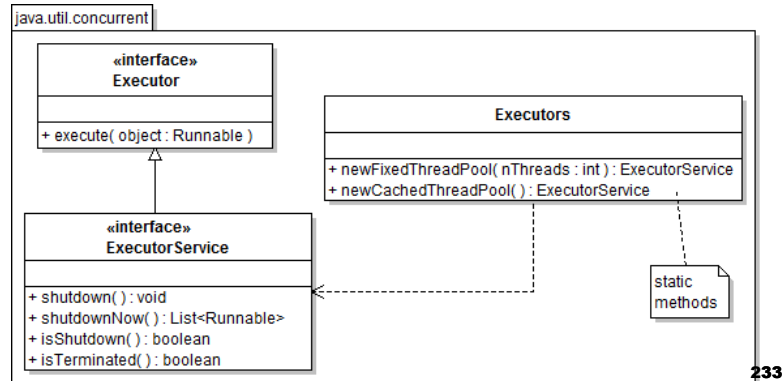 java.util.concurrent
«interface»
Executor
+ execute( object : Runnable )
Executors
+ newFixedThreadPool( nThreads : int ) : ExecutorService
+ newCachedThreadPool( ) : ExecutorService
«interface»
ExecutorService
+ shutdown( ) : void
+ shutdownNow( ) : List<Runnable>
+ isShutdown( ) : boolean
+ isTerminated( ) : boolean
static
methods
233